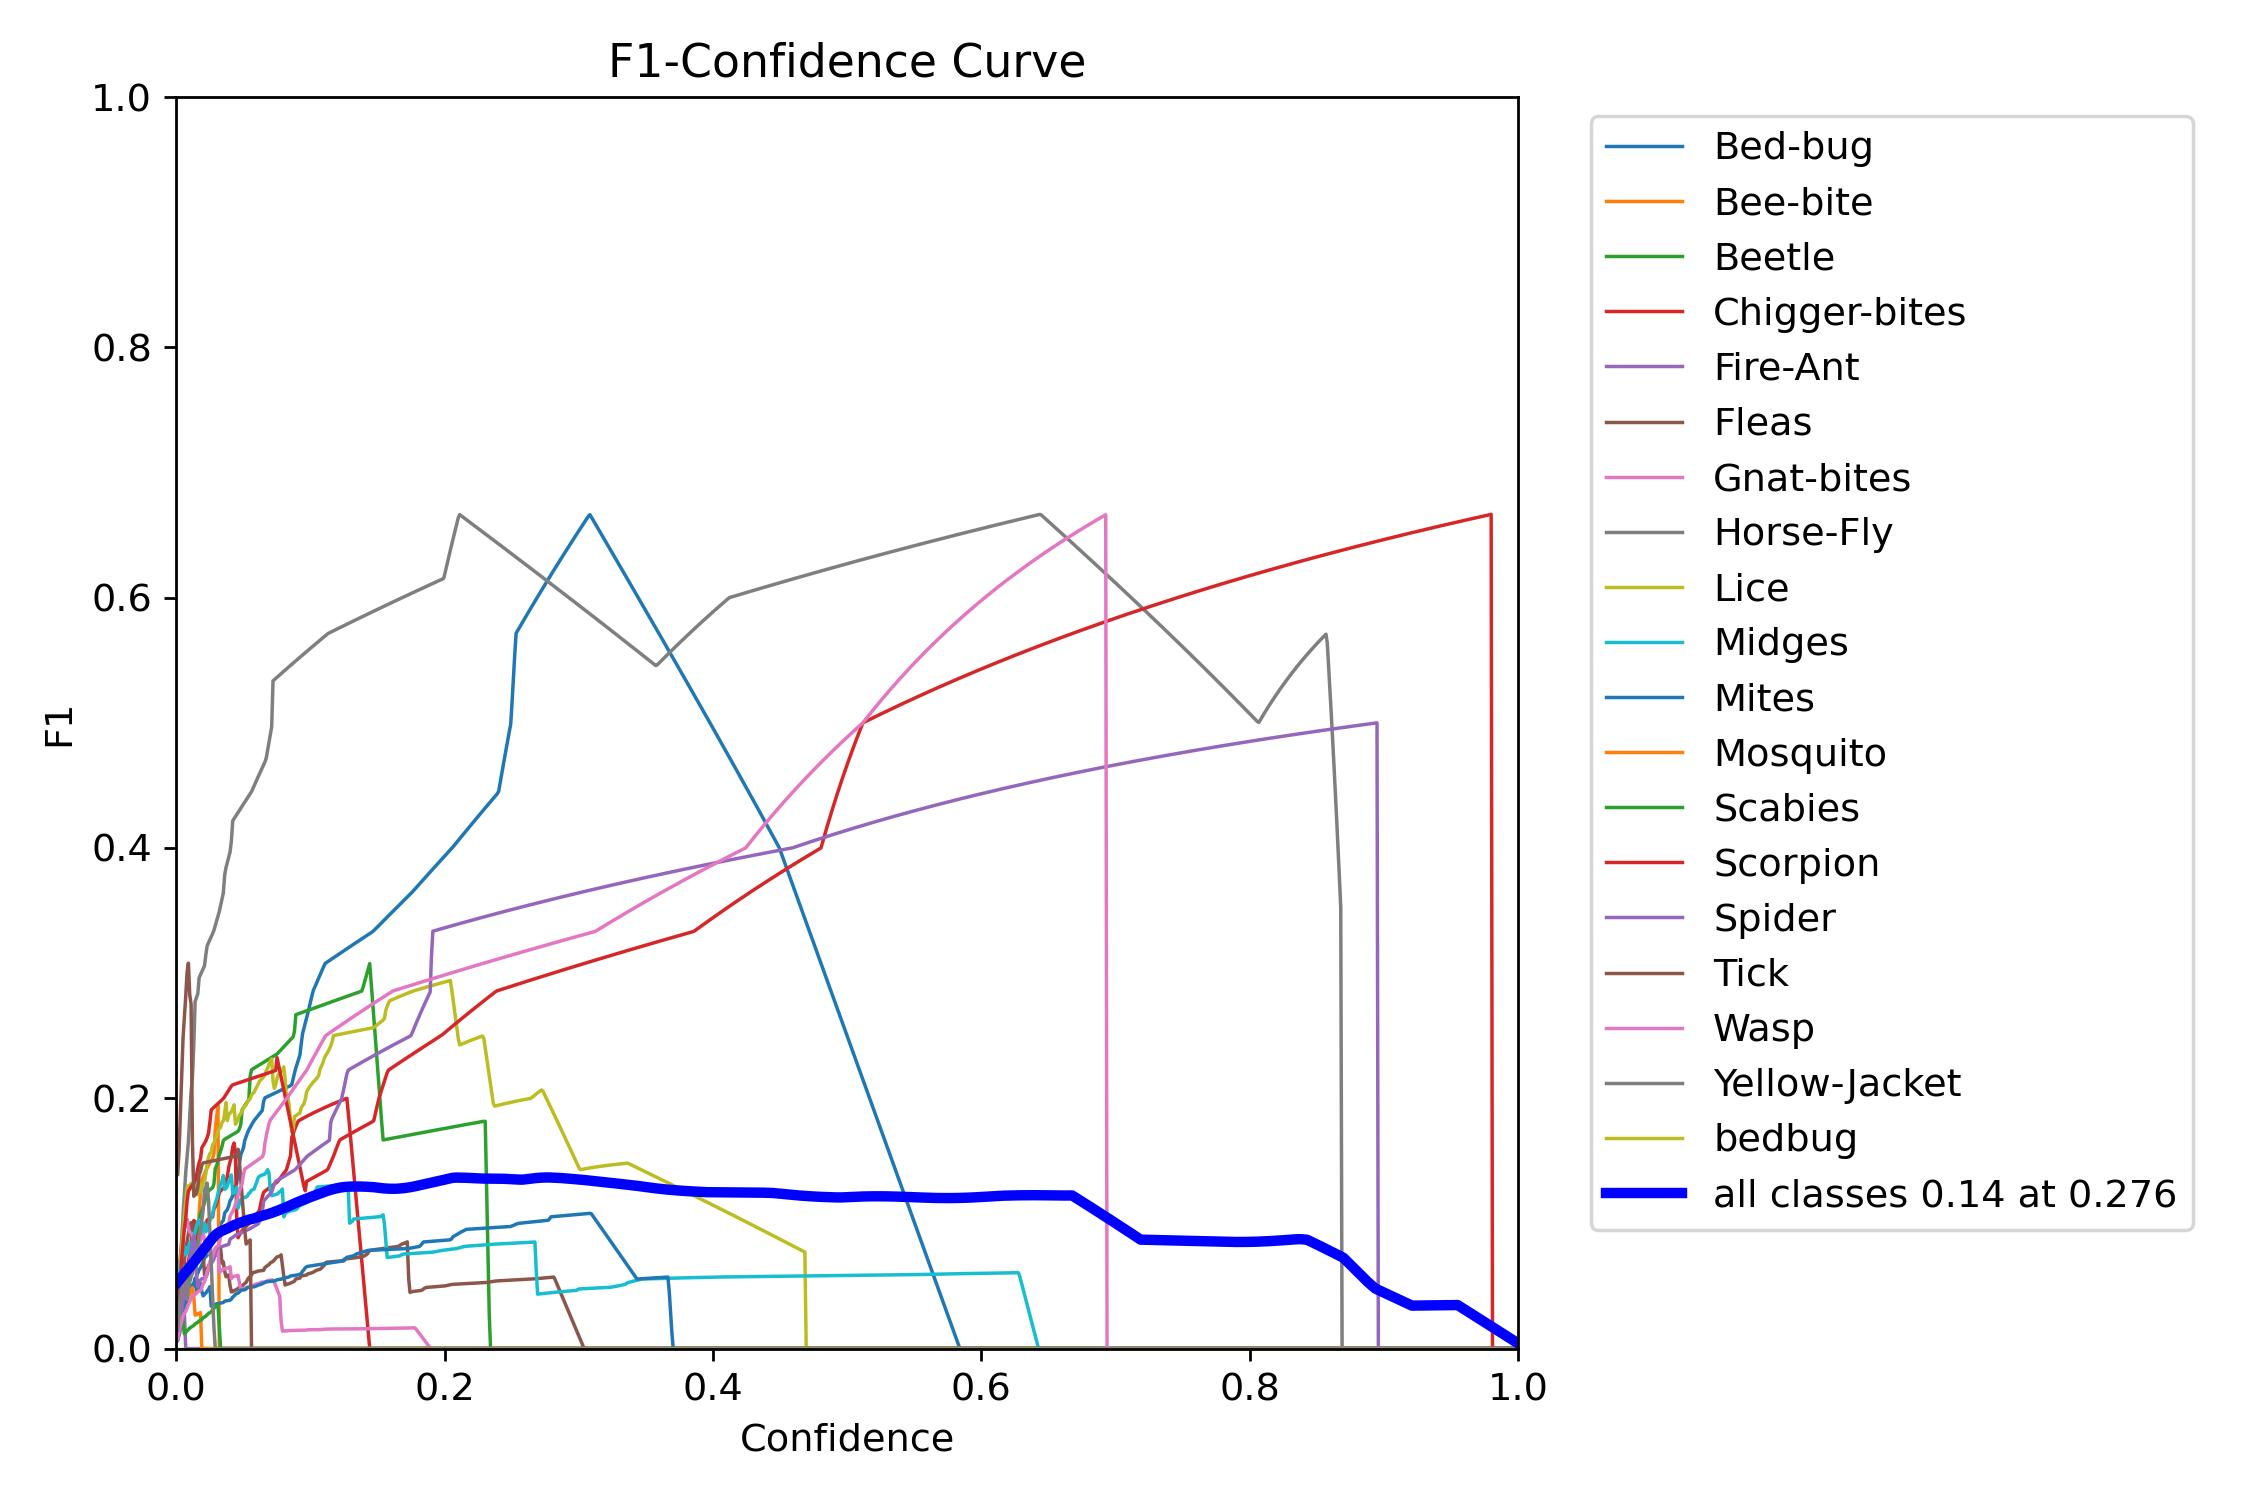 F1-Confidence Curve
1.0
0.8
0.6
0.4
0.2
0.0
F1
0.0 0.2 0.4 0.6 0.8 1.0
Confidence
Bed-bug
Bee-bite
Beetle
Chigger-bites
Fire-Ant
Fleas
Gnat-bites
Horse-Fly
Lice
Midges
Mites
Mosquito
Scabies
Scorpion
Spider
Tick
Wasp
Yellow-Jacket
bedbug
all classes 0.14 at 0.276